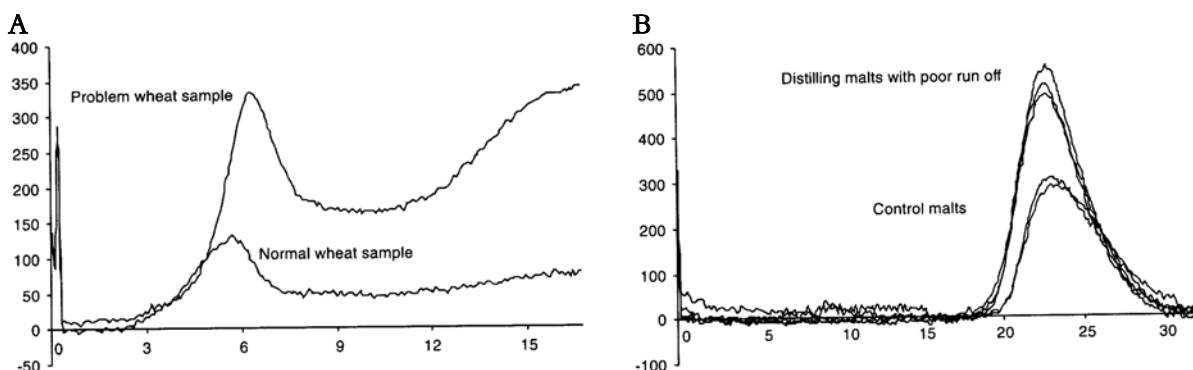 A
400
350
300
250
200
150
100
50
0
-50
Problem wheat sample
Normal wheat sample
0 3 6 9 12 15
B
600
500
400
300
200
100
0
-100
Distilling malts with poor run off
Control malts
0 5 10 15 20 25 30